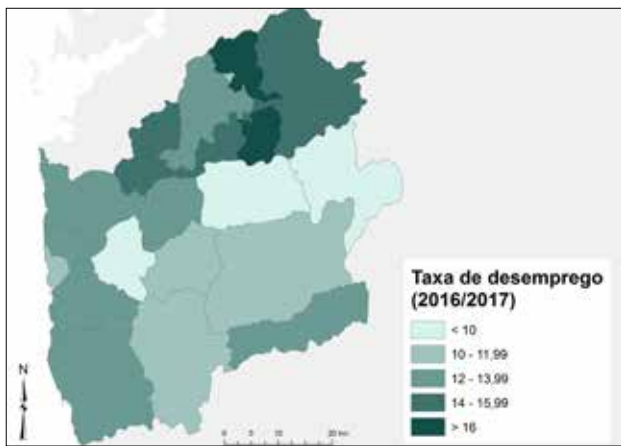 Taxa de desemprego
(2016/2017)
< 10
10 - 11,99
12 - 13,99
14 - 15,99
> 16
N
0 5 10 20 km